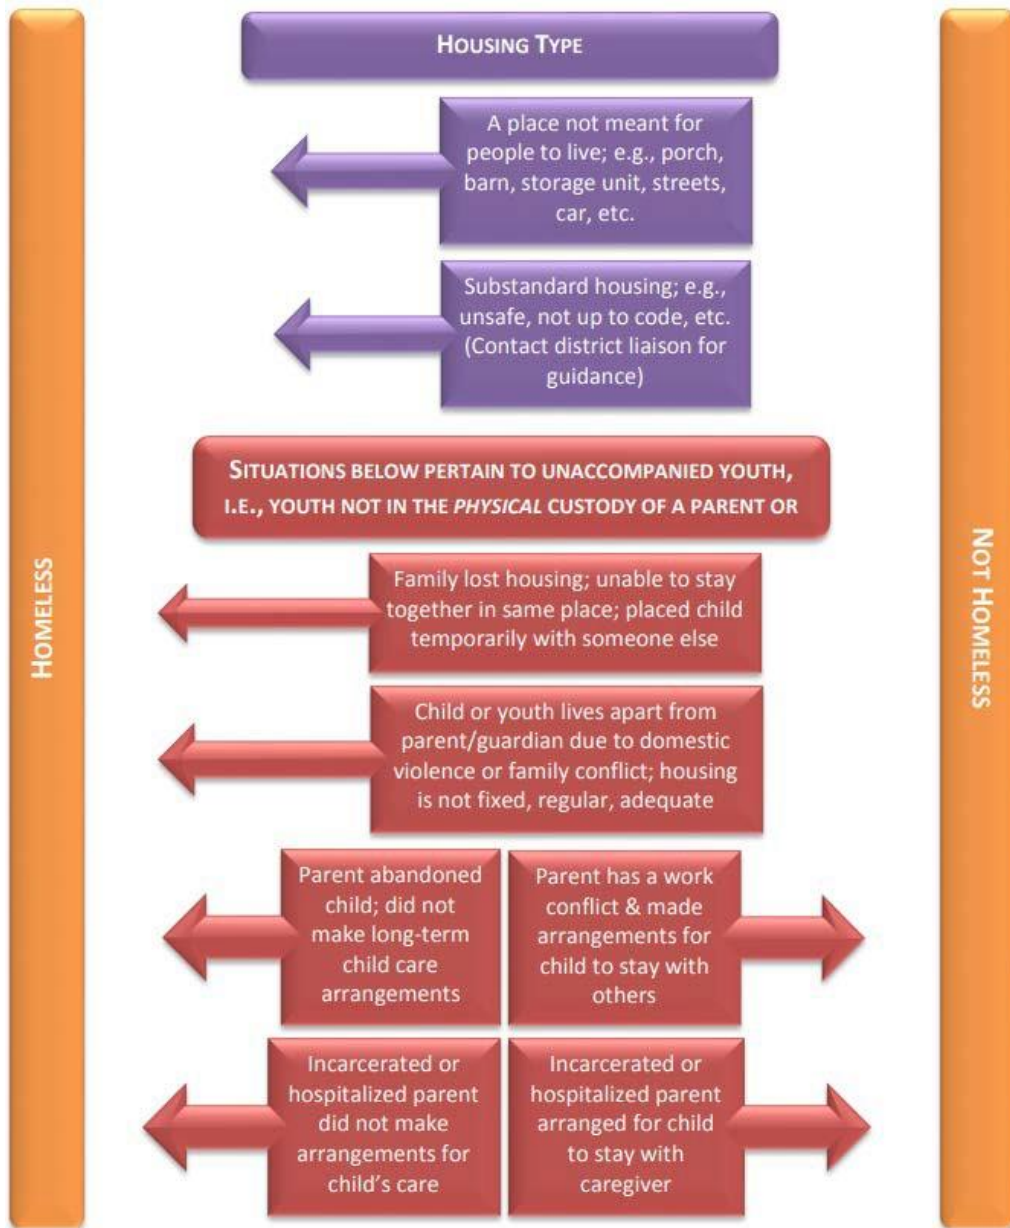 HOUSING TYPE
A place not meant for
people to live; e.g., porch,
barn, storage unit, streets,
car, etc.
Substandard housing; e.g.,
unsafe, not up to code, etc.
(Contact district liaison for
guidance)
SITUATIONS BELOW PERTAIN TO UNACCOMPANIED YOUTH,
I.E., YOUTH NOT IN THE PHYSICAL CUSTODY OF A PARENT OR
HOMELESS
NOT HOMELESS
Family lost housing; unable to stay
together in same place; placed child
temporarily with someone else
Child or youth lives apart from
parent/guardian due to domestic
violence or family conflict; housing
is not fixed, regular, adequate
Parent abandoned
child; did not
make long-term
child care
arrangements
Parent has a work
conflict & made
arrangements for
child to stay with
others
Incarcerated or
hospitalized parent
did not make
arrangements for
child's care
Incarcerated or
hospitalized parent
arranged for child
to stay with
caregiver